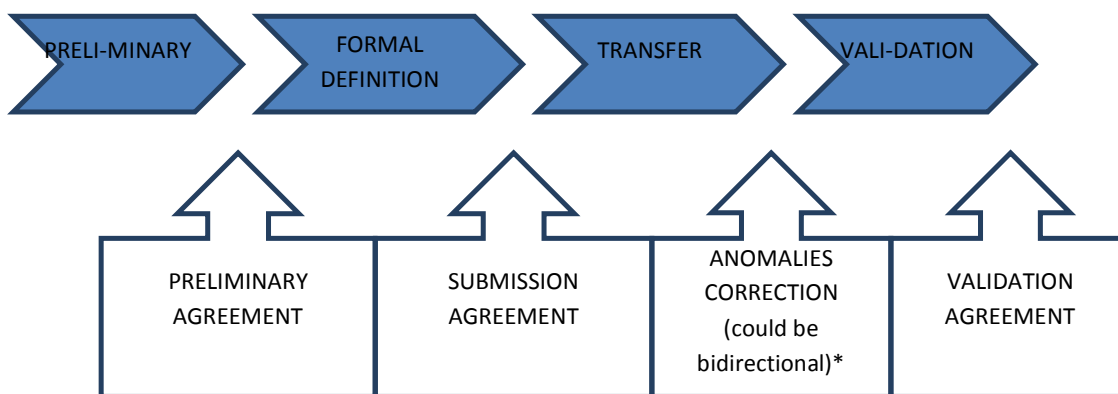 PRELI-MINARY
FORMAL
DEFINITION
TRANSFER
VALI-DATION
PRELIMINARY
AGREEMENT
SUBMISSION
AGREEMENT
ANOMALIES
CORRECTION
(could be
bidirectional)*
VALIDATION
AGREEMENT